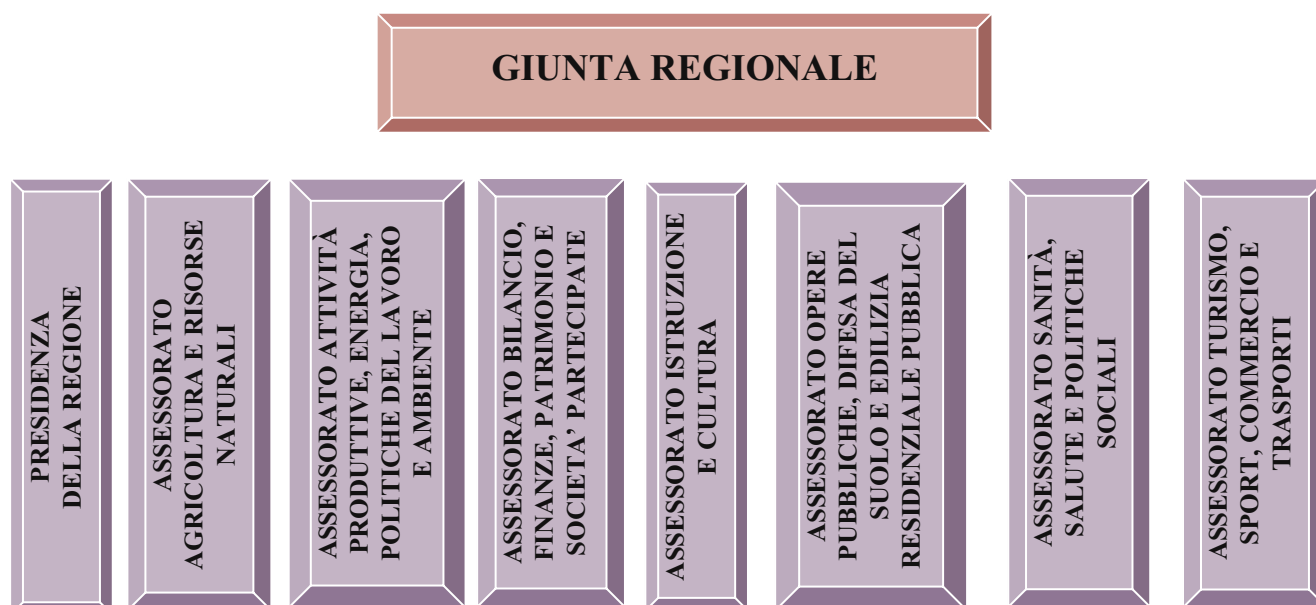 GIUNTA REGIONALE
PRESIDENZA
DELLA REGIONE
ASSESSORATO
AGRICOLTURA E RISORSE
NATURALI
ASSESSORATO ATTIVITÀ
PRODUTTIVE, ENERGIA,
POLITICHE DEL LAVORO
E AMBIENTE
ASSESSORATO BILANCIO,
FINANZE, PATRIMONIO E
SOCIETA’ PARTECIPATE
ASSESSORATO ISTRUZIONE
E CULTURA
ASSESSORATO OPERE
PUBBLICHE, DIFESA DEL
SUOLO E EDILIZIA
RESIDENZIALE PUBBLICA
ASSESSORATO SANITÀ,
SALUTE E POLITICHE
SOCIALI
ASSESSORATO TURISMO,
SPORT, COMMERCIO E
TRASPORTI